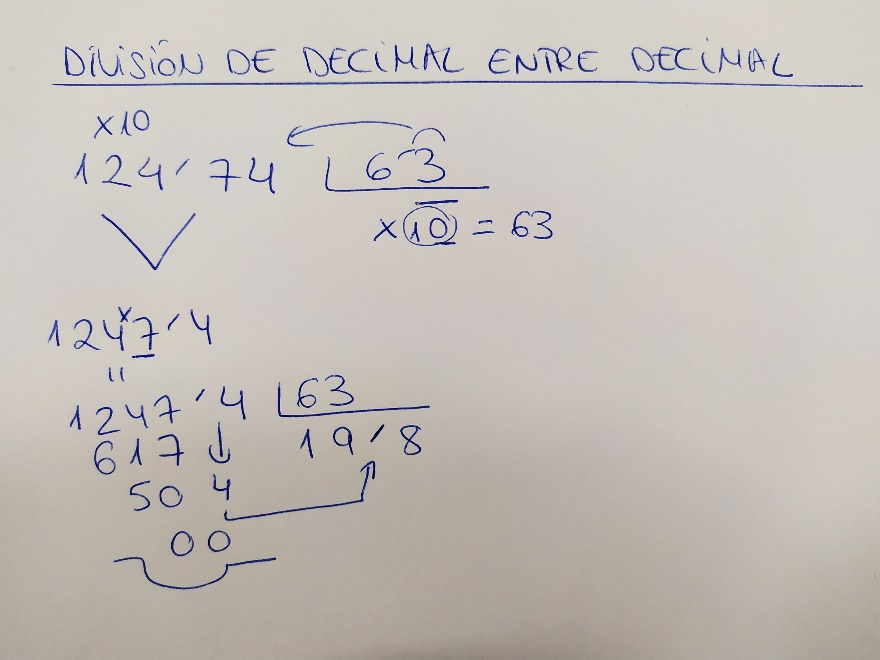 DIVISIÓN DE DECIMAL ENTRE DECIMAL
x10
124'74 6'3
x10 = 63
1247'4
"
1247'4 63
617 19'8
504
00